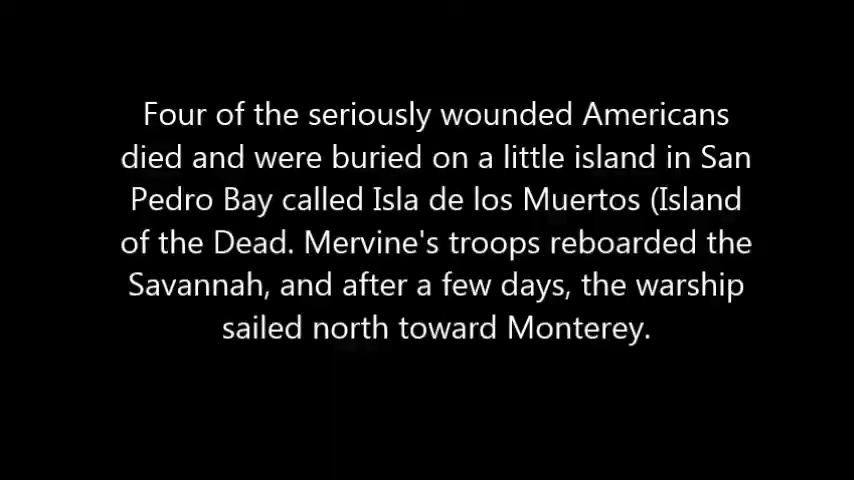 Four of the seriously wounded Americans
died and were buried on a little island in San
Pedro Bay called Isla de los Muertos (Island
of the Dead. Mervine's troops reboarded the
Savannah, and after a few days, the warship
sailed north toward Monterey.